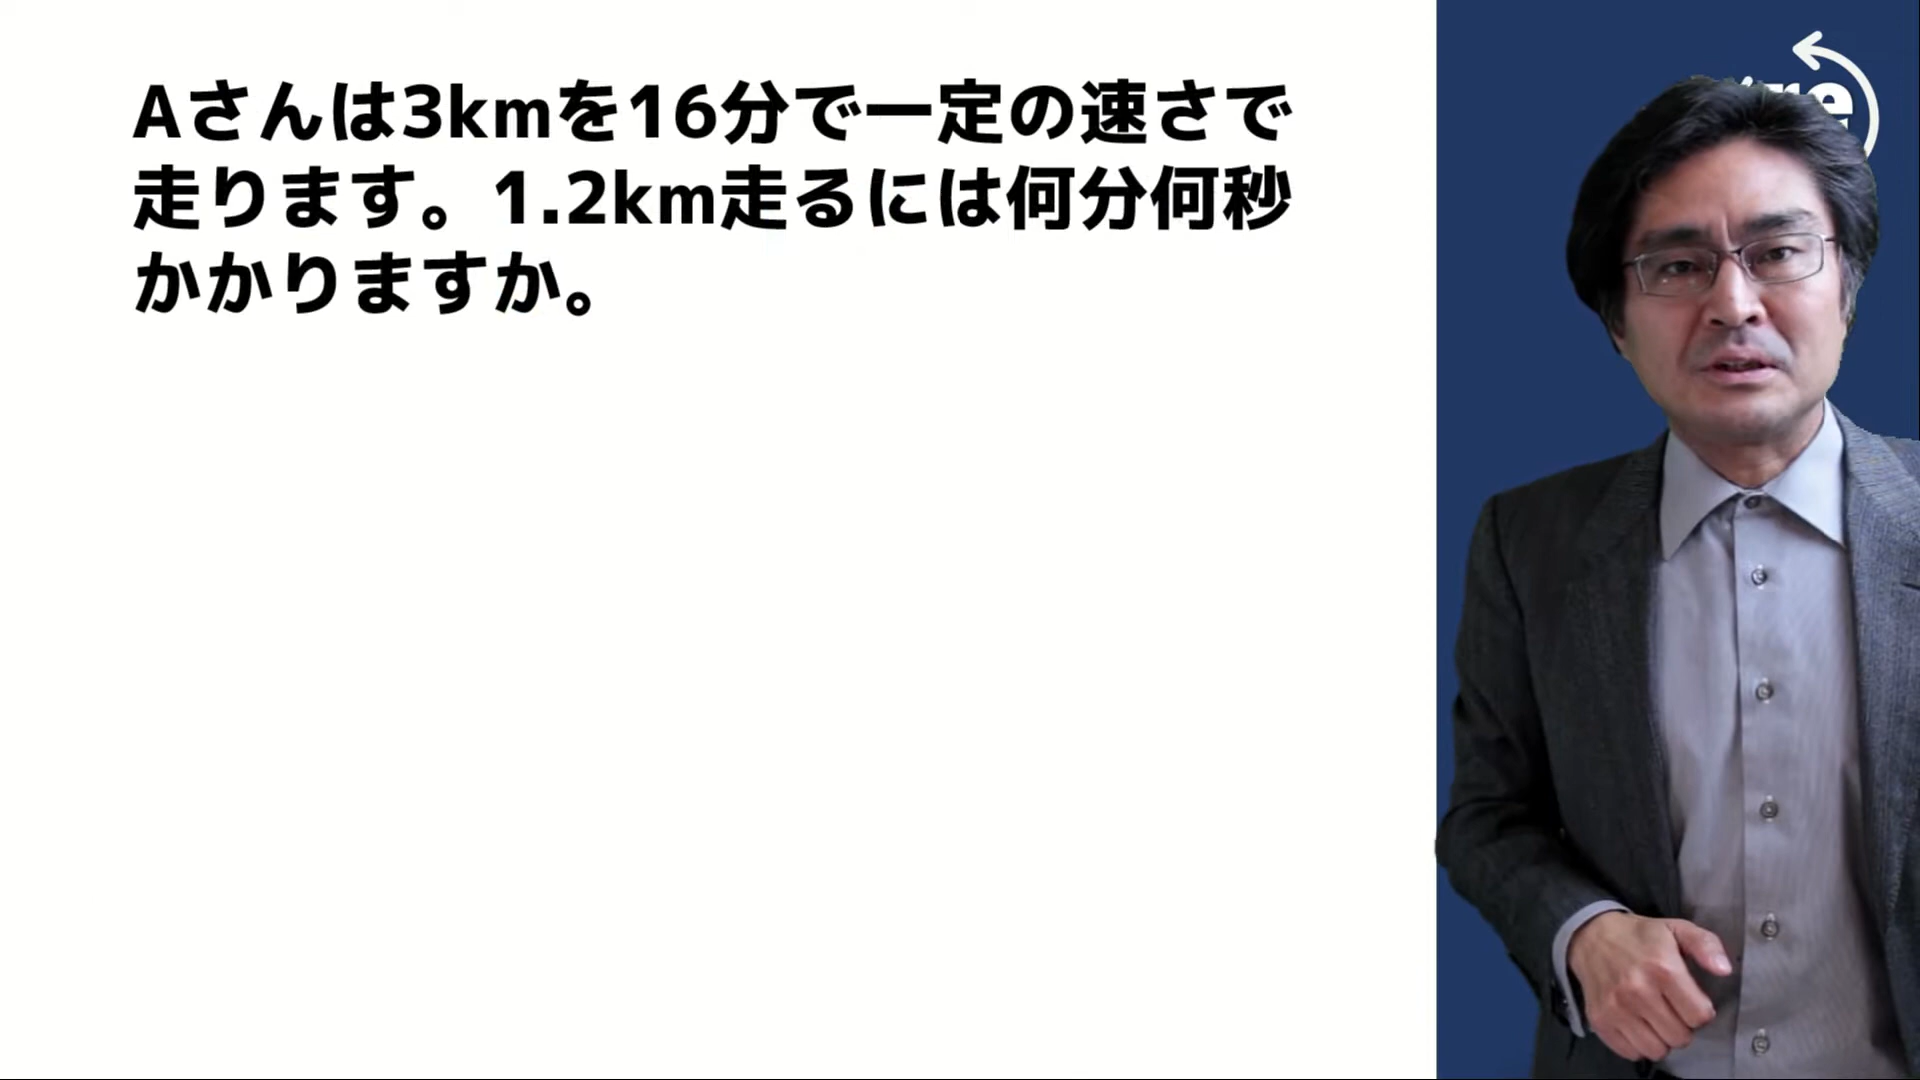 Aさんは3kmを16分で一定の速さで
走ります。1.2km走るには何分何秒
かかりますか。